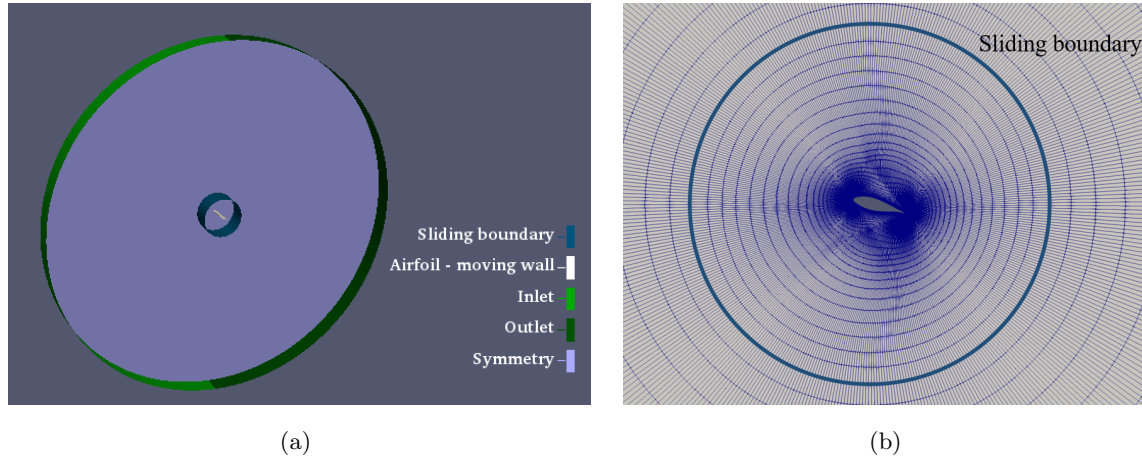 Sliding boundary
Airfoil - moving wall
Inlet
Outlet
Symmetry
Sliding boundary
(a)
(b)